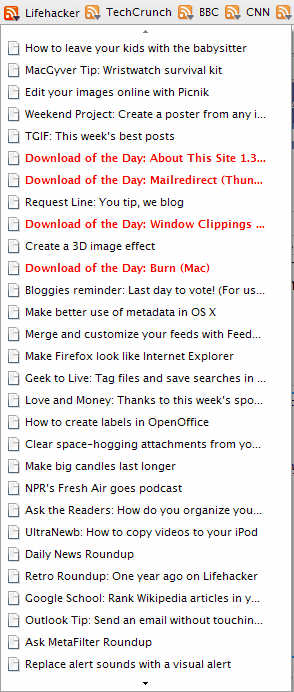 Lifehacker TechCrunch BBC CNN
How to leave your kids with the babysitter
MacGyver Tip: Wristwatch survival kit
Edit your images online with Picnik
Weekend Project: Create a poster from any i...
TGIF: This week's best posts
Download of the Day: About This Site 1.3...
Download of the Day: Mailredirect (Thun...
Request Line: You tip, we blog
Download of the Day: Window Clippings ...
Create a 3D image effect
Download of the Day: Burn (Mac)
Bloggies reminder: Last day to vote! (For us...
Make better use of metadata in OS X
Merge and customize your feeds with Feed...
Make Firefox look like Internet Explorer
Geek to Live: Tag files and save searches in ...
Love and Money: Thanks to this week's spo...
How to create labels in OpenOffice
Clear space-hogging attachments from yo...
Make big candles last longer
NPR's Fresh Air goes podcast
Ask the Readers: How do you organize you...
UltraNewb: How to copy videos to your iPod
Daily News Roundup
Retro Roundup: One year ago on Lifehacker
Google School: Rank Wikipedia articles in y...
Outlook Tip: Send an email without touchin...
Ask MetaFilter Roundup
Replace alert sounds with a visual alert